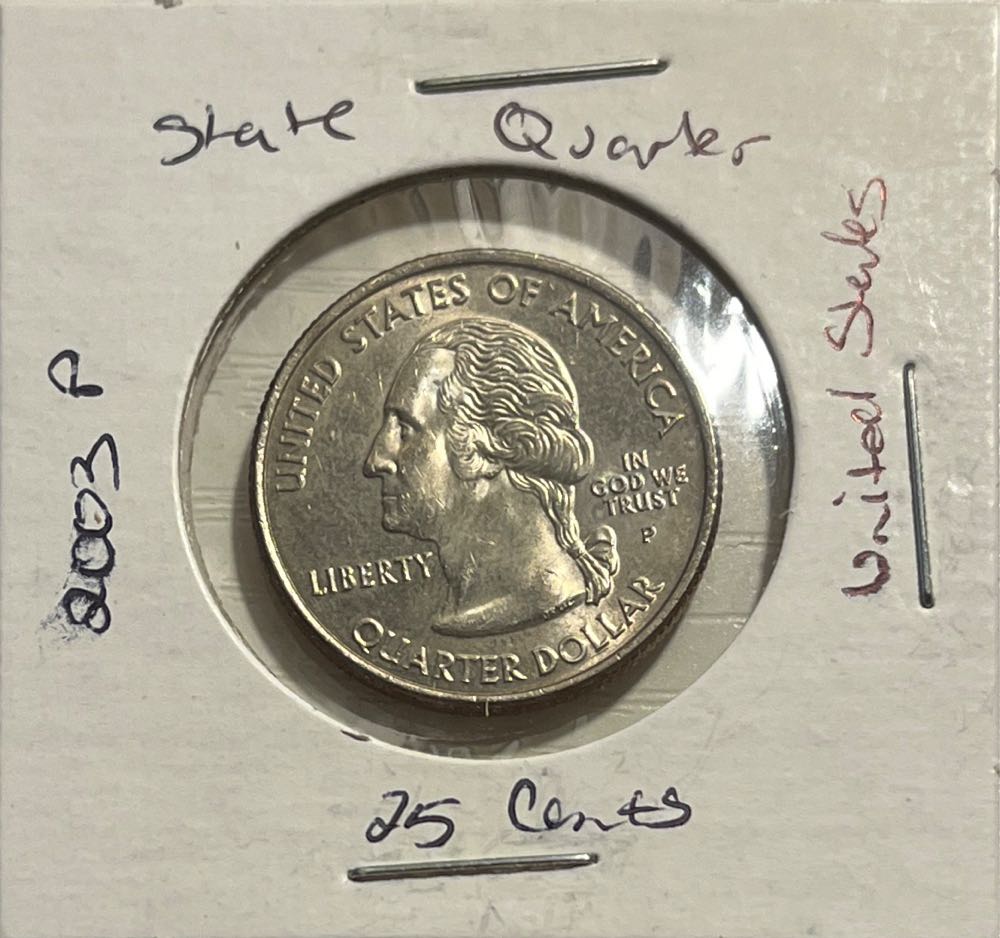 State Quarter
United States
2003 P
25 Cents
UNITED STATES OF AMERICA
IN
GOD WE
TRUST
P
LIBERTY
QUARTER DOLLAR